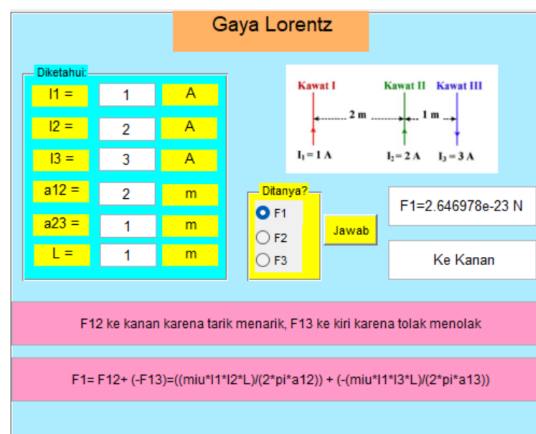 Gaya Lorentz
Diketahui:
I1 = 1 A
I2 = 2 A
I3 = 3 A
a12 = 2 m
a23 = 1 m
L = 1 m
Kawat I Kawat II Kawat III
2 m 1 m
I₁ = 1 A I₂ = 2 A I₃ = 3 A
Ditanya?
F1
F2
F3
Jawab
F1=2.646978e-23 N
Ke Kanan
F12 ke kanan karena tarik menarik, F13 ke kiri karena tolak menolak
F1= F12+ (-F13)=((miu*I1*I2*L)/(2*pi*a12)) + (-(miu*I1*I3*L)/(2*pi*a13))